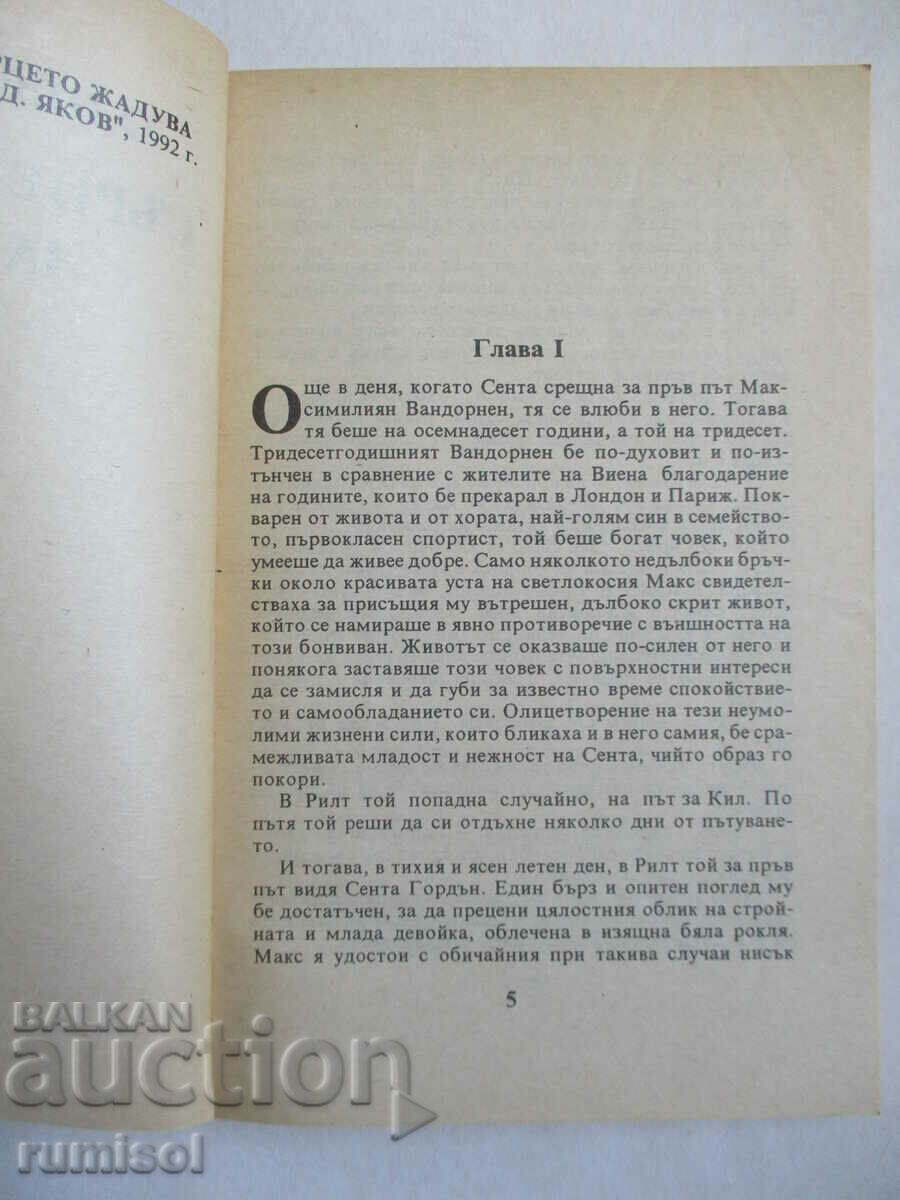 РЦЕТО ЖАДУВА
Д. ЯКОВ", 1992 г.
Глава I
Още в деня, когато Сента срещна за пръв път Мак-
симилиян Вандорнен, тя се влюби в него. Тогава
тя беше на осемнадесет години, а той на тридесет.
Тридесетгодишният Вандорнен бе по-духовит и по-из-
тънчен в сравнение с жителите на Виена благодарение
на годините, които бе прекарал в Лондон и Париж. Пок-
варен от живота и от хората, най-голям син в семейство-
то, първокласен спортист, той беше богат човек, който
умееше да живее добре. Само няколкото недълбоки бръч-
ки около красивата уста на светлокосия Макс свидетел-
стваха за присъщия му вътрешен, дълбоко скрит живот,
който се намираше в явно противоречие с външността на
този бонвиван. Животът се оказваше по-силен от него и
понякога заставяше този човек с повърхностни интереси
да се замисля и да губи за известно време спокойствие-
то и самообладанието си. Олицетворение на тези неумо-
лими жизнени сили, които бликаха и в него самия, бе сра-
межливата младост и нежност на Сента, чийто образ го
покори.
В Рилт той попадна случайно, на път за Кил. По
пътя той реши да си отдъхне няколко дни от пътуване-
то.
И тогава, в тихия и ясен летен ден, в Рилт той за пръв
път видя Сента Гордън. Един бърз и опитен поглед му
бе достатъчен, за да прецени цялостния облик на строй-
ната и млада девойка, облечена в изящна бяла рокля.
Макс я удостои с обичайния при такива случаи нисък
5
BALKAN
auction
rumisol